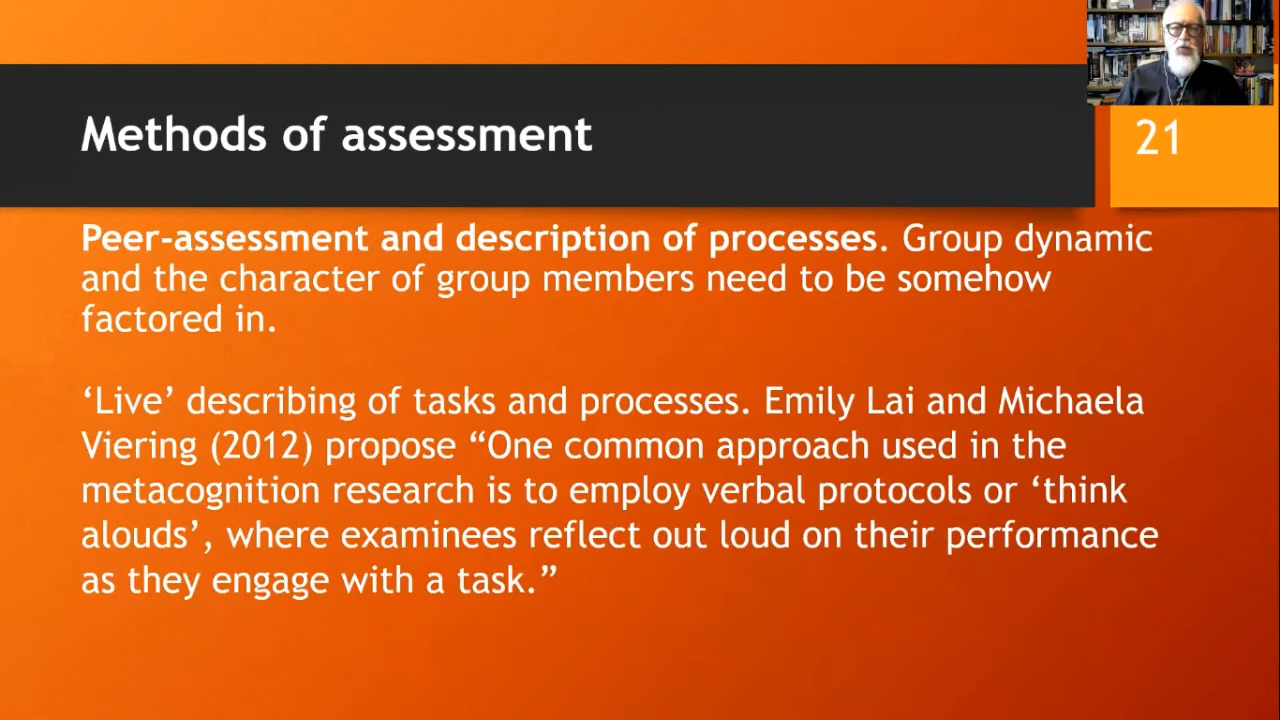 Methods of assessment
21
Peer-assessment and description of processes. Group dynamic
and the character of group members need to be somehow
factored in.
‘Live’ describing of tasks and processes. Emily Lai and Michaela
Viering (2012) propose “One common approach used in the
metacognition research is to employ verbal protocols or ‘think
alouds’, where examinees reflect out loud on their performance
as they engage with a task.”